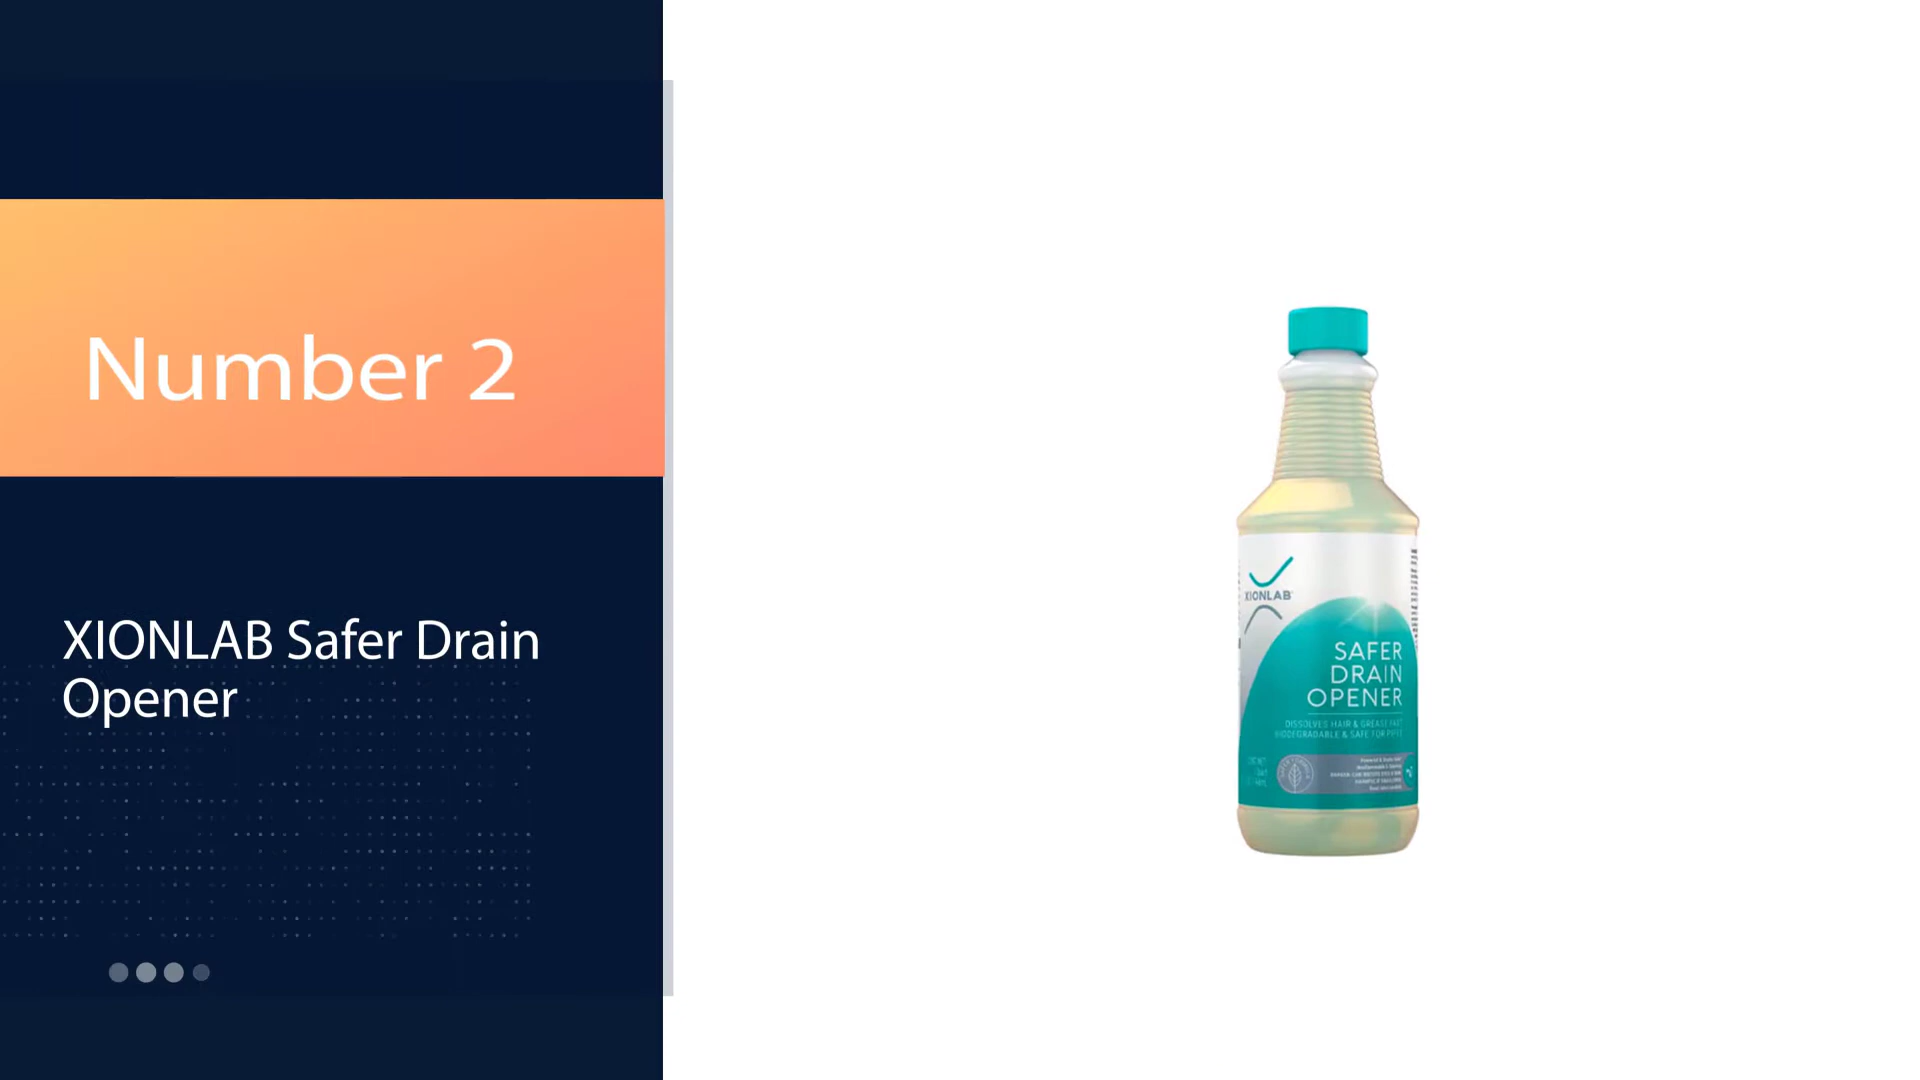 Number 2
XIONLAB Safer Drain
Opener
XIONLAB
SAFER
DRAIN
OPENER
DISSOLVES HAIR & GREASE FAST
BIODEGRADABLE & SAFE FOR PIPES